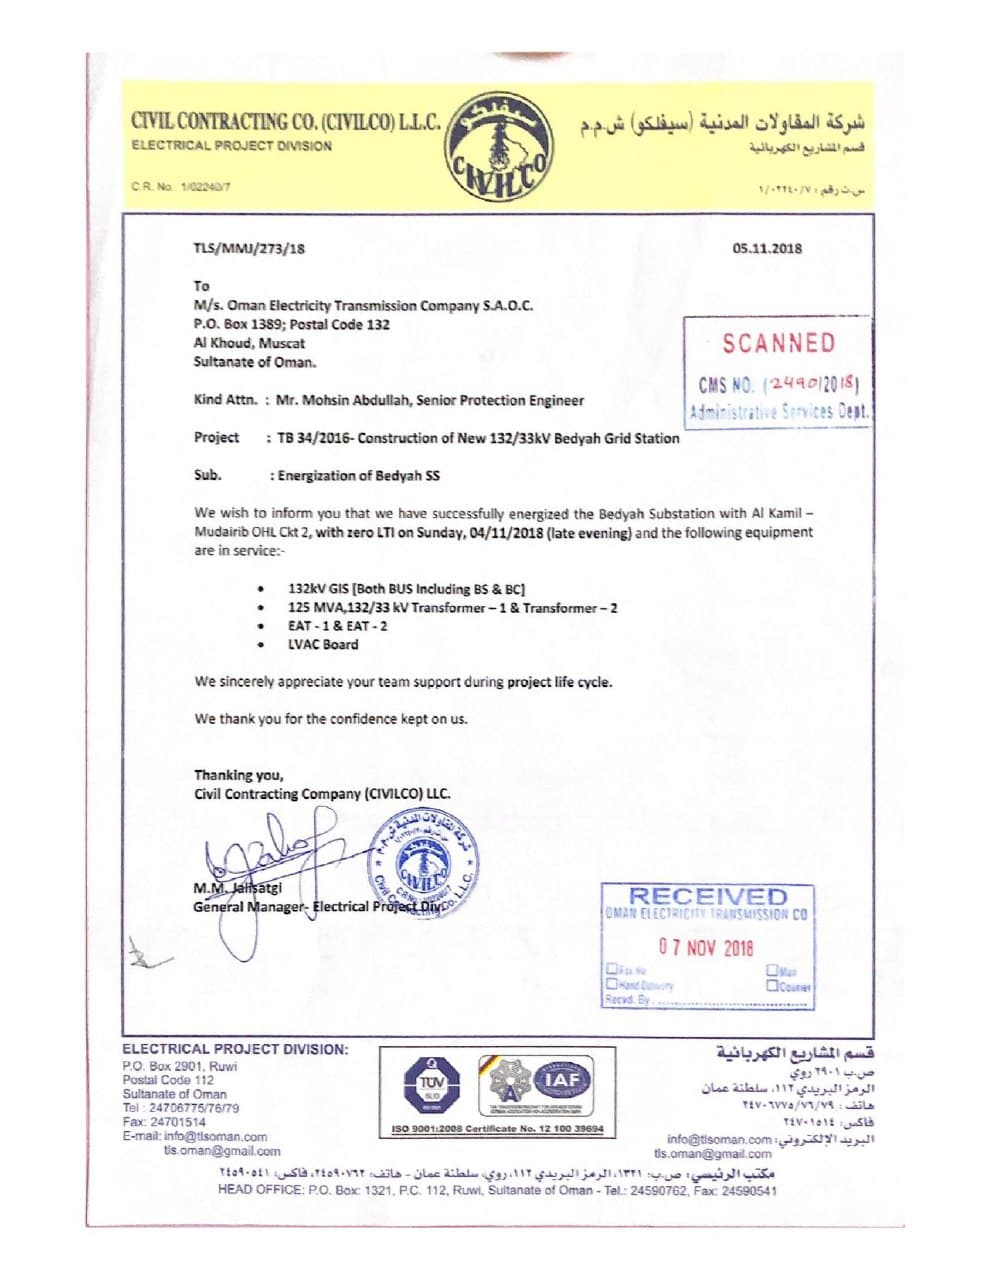 CIVIL CONTRACTING CO. (CIVILCO) L.L.C.
ELECTRICAL PROJECT DIVISION
C.R. No. 1/02240/7
سيفلكو
CIVILCO
شركة المقاولات المدنية (سيفلكو) ش.م.م
قسم المشاريع الكهربائية
س.ت رقم : ١/٠٢٢٤٠/٧
TLS/MMJ/273/18
05.11.2018
To
M/s. Oman Electricity Transmission Company S.A.O.C.
P.O. Box 1389; Postal Code 132
Al Khoud, Muscat
Sultanate of Oman.
SCANNED
CMS NO. (2490/2018)
Administrative Services Dept.
Kind Attn. : Mr. Mohsin Abdullah, Senior Protection Engineer
Project : TB 34/2016- Construction of New 132/33kV Bedyah Grid Station
Sub. : Energization of Bedyah SS
We wish to inform you that we have successfully energized the Bedyah Substation with Al Kamil –
Mudairib OHL Ckt 2, with zero LTI on Sunday, 04/11/2018 (late evening) and the following equipment
are in service:-
• 132kV GIS [Both BUS Including BS & BC]
• 125 MVA,132/33 kV Transformer – 1 & Transformer – 2
• EAT - 1 & EAT - 2
• LVAC Board
We sincerely appreciate your team support during project life cycle.
We thank you for the confidence kept on us.
Thanking you,
Civil Contracting Company (CIVILCO) LLC.
شركة المقاولات المدنية ش.م.م
CIVILCO
Civil Contracting Co. L.L.C.
M.M. Jalisatgi
General Manager- Electrical Project Div.
RECEIVED
OMAN ELECTRICITY TRANSMISSION CO
07 NOV 2018
Fax No
Man
Hand Delivery
Courier
Recvd. By
ELECTRICAL PROJECT DIVISION:
P.O. Box 2901, Ruwi
Postal Code 112
Sultanate of Oman
Tel : 24706775/76/79
Fax: 24701514
E-mail: info@tlsoman.com
tls.oman@gmail.com
TÜV
SÜD
ISO 9001
IAF
ISO 9001:2008 Certificate No. 12 100 39694
قسم المشاريع الكهربائية
ص.ب ٢٩٠١ روي
الرمز البريدي ١١٢، سلطنة عمان
هاتف : ٢٤٧٠٦٧٧٥/٧٦/٧٩
فاكس: ٢٤٧٠١٥١٤
البريد الإلكتروني: info@tlsoman.com
tls.oman@gmail.com
مكتب الرئيسي: ص.ب: ١٣٢١، الرمز البريدي ١١٢، روي، سلطنة عمان - هاتف: ٢٤٥٩٠٧٦٢، فاكس: ٢٤٥٩٠٥٤١
HEAD OFFICE: P.O. Box: 1321, P.C. 112, Ruwi, Sultanate of Oman - Tel.: 24590762, Fax: 24590541